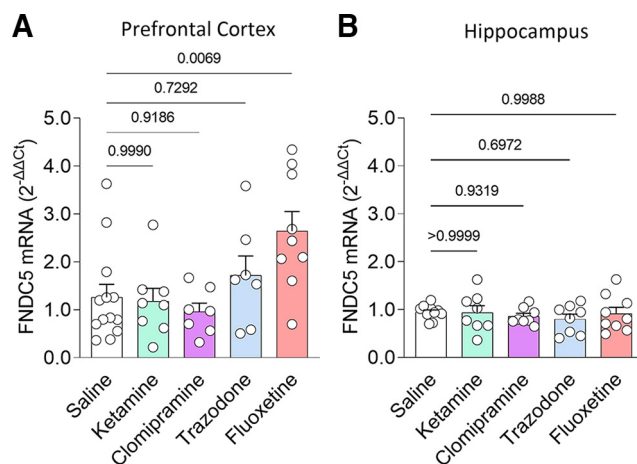 A
Prefrontal Cortex
0.0069
0.7292
0.9186
0.9990
FNDC5 mRNA (2-ΔΔCt)
5.0
4.0
3.0
2.0
1.0
0.0
Saline
Ketamine
Clomipramine
Trazodone
Fluoxetine
B
Hippocampus
0.9988
0.6972
0.9319
>0.9999
FNDC5 mRNA (2-ΔΔCt)
5.0
4.0
3.0
2.0
1.0
0.0
Saline
Ketamine
Clomipramine
Trazodone
Fluoxetine